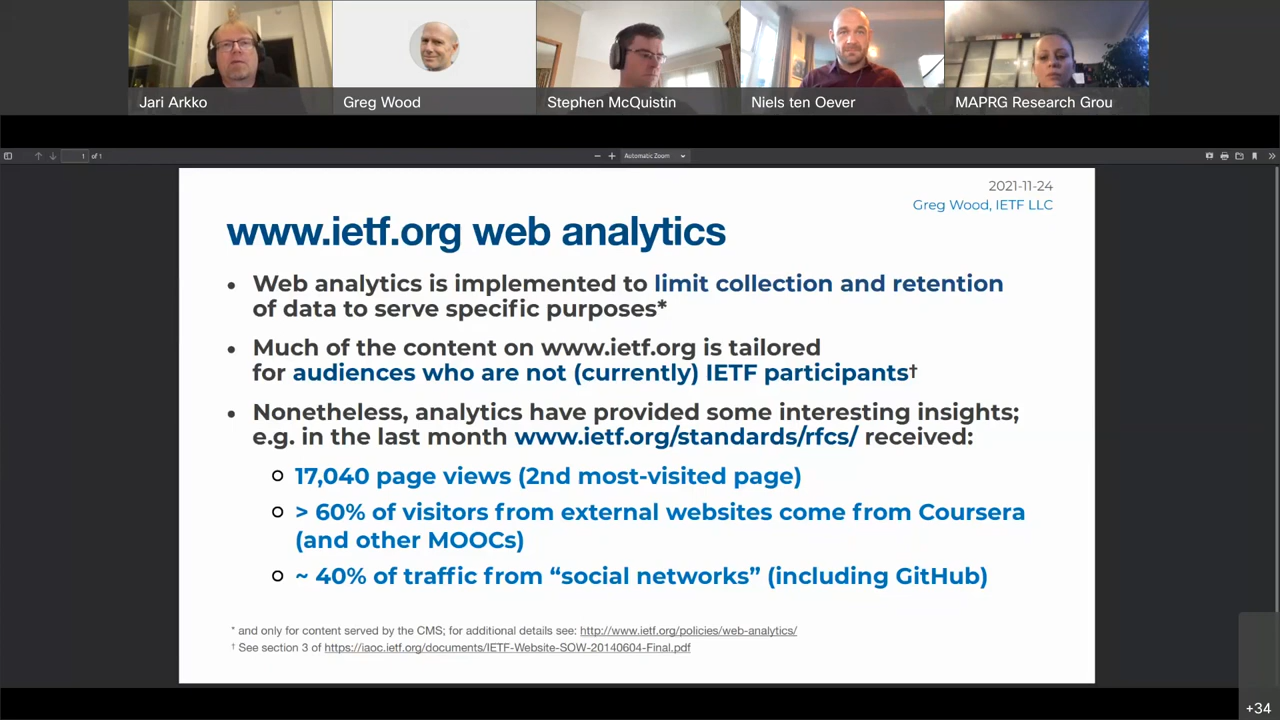 Jari Arkko
Greg Wood
Stephen McQuistin
Niels ten Oever
MAPRG Research Grou
1 of 1
Automatic Zoom
2021-11-24
Greg Wood, IETF LLC
www.ietf.org web analytics
• Web analytics is implemented to limit collection and retention
of data to serve specific purposes*
• Much of the content on www.ietf.org is tailored
for audiences who are not (currently) IETF participants†
• Nonetheless, analytics have provided some interesting insights;
e.g. in the last month www.ietf.org/standards/rfcs/ received:
o 17,040 page views (2nd most-visited page)
o > 60% of visitors from external websites come from Coursera
(and other MOOCs)
o ~ 40% of traffic from “social networks” (including GitHub)
* and only for content served by the CMS; for additional details see: http://www.ietf.org/policies/web-analytics/
† See section 3 of https://iaoc.ietf.org/documents/IETF-Website-SOW-20140604-Final.pdf
+34